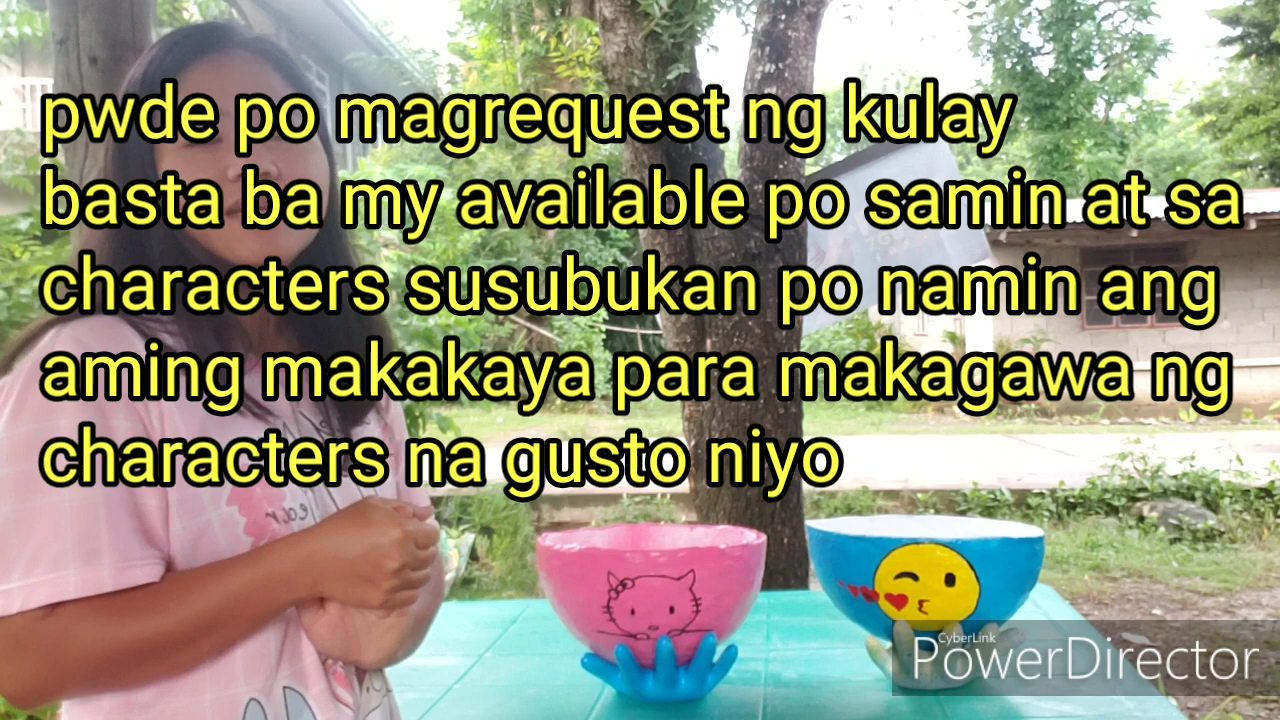 pwde po magrequest ng kulay
basta ba my available po samin at sa
characters susubukan po namin ang
aming makakaya para makagawa ng
characters na gusto niyo
CyberLink
PowerDirector